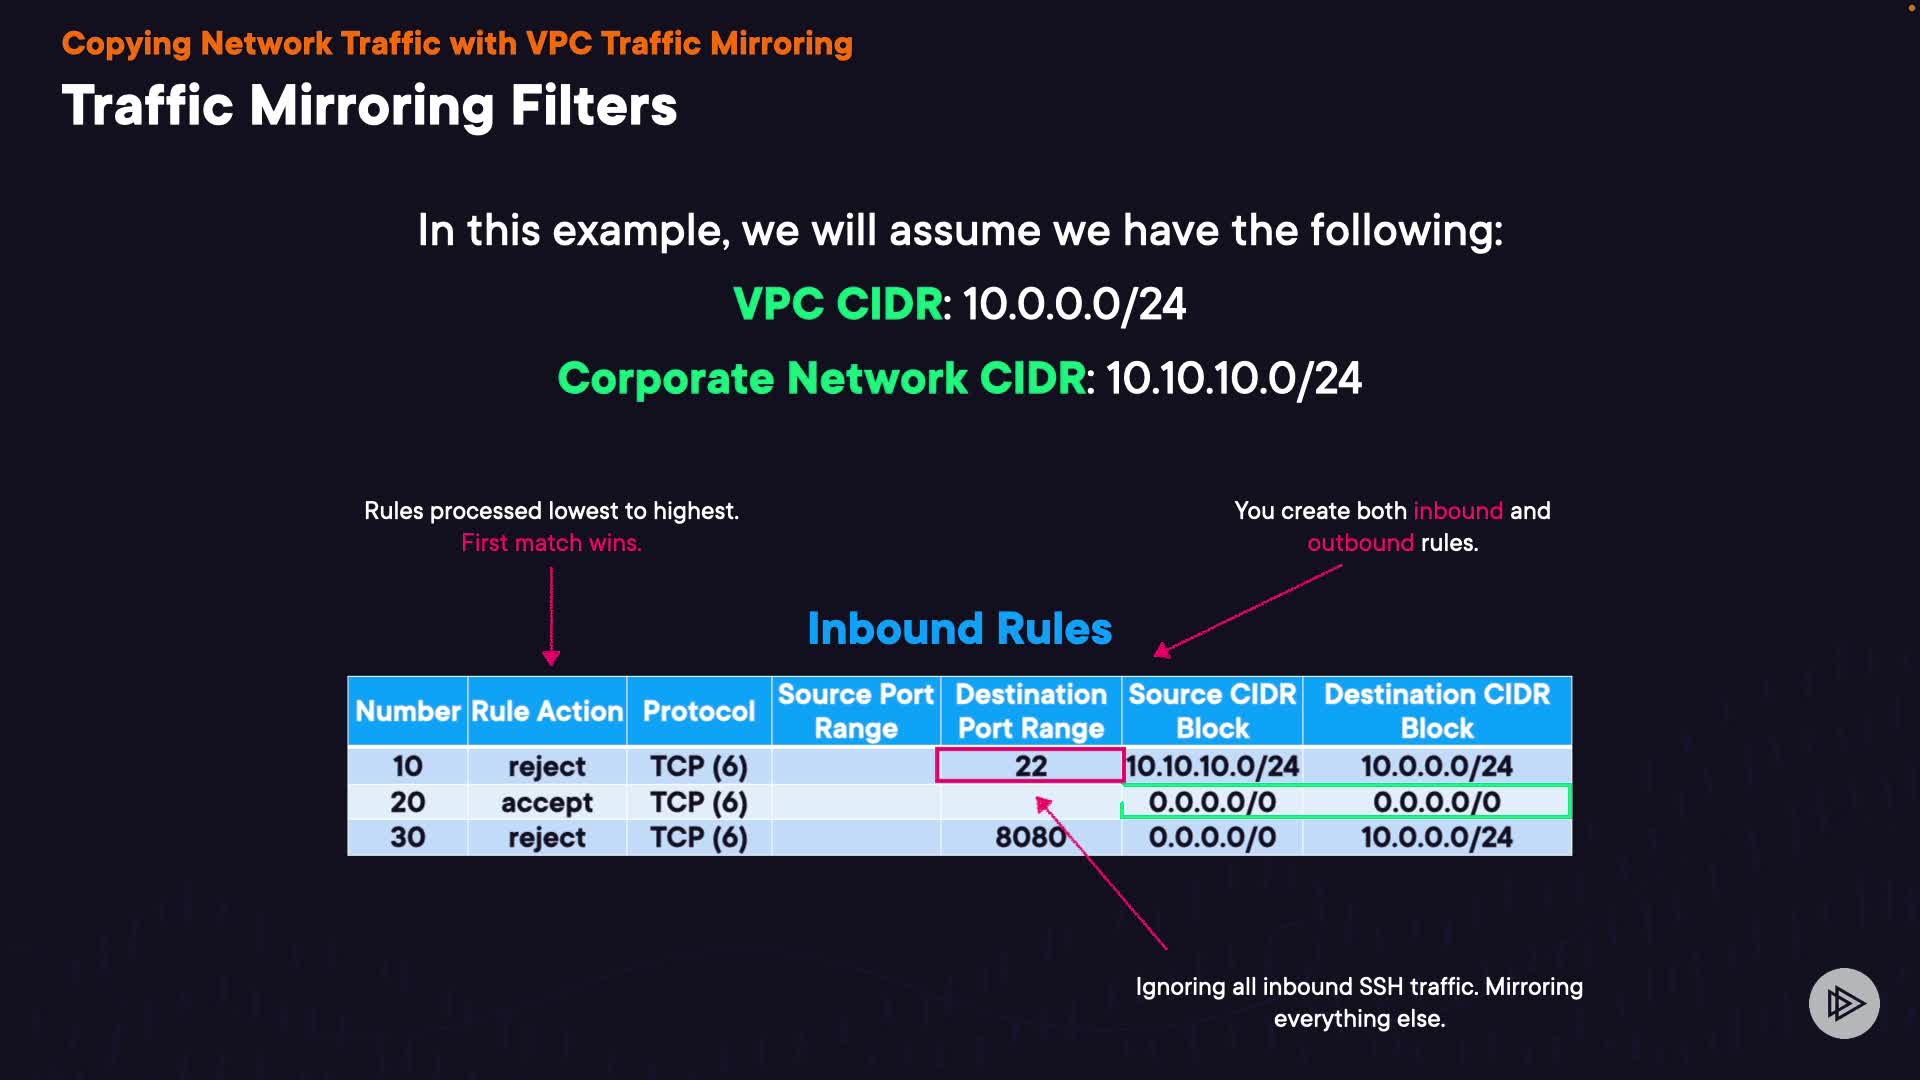 Copying Network Traffic with VPC Traffic Mirroring
Traffic Mirroring Filters
In this example, we will assume we have the following:
VPC CIDR: 10.0.0.0/24
Corporate Network CIDR: 10.10.10.0/24
Rules processed lowest to highest.
First match wins.
You create both inbound and
outbound rules.
Inbound Rules
Number Rule Action Protocol Source Port Range Destination Port Range Source CIDR Block Destination CIDR Block
10 reject TCP (6) 22 10.10.10.0/24 10.0.0.0/24
20 accept TCP (6) 0.0.0.0/0 0.0.0.0/0
30 reject TCP (6) 8080 0.0.0.0/0 10.0.0.0/24
Ignoring all inbound SSH traffic. Mirroring
everything else.